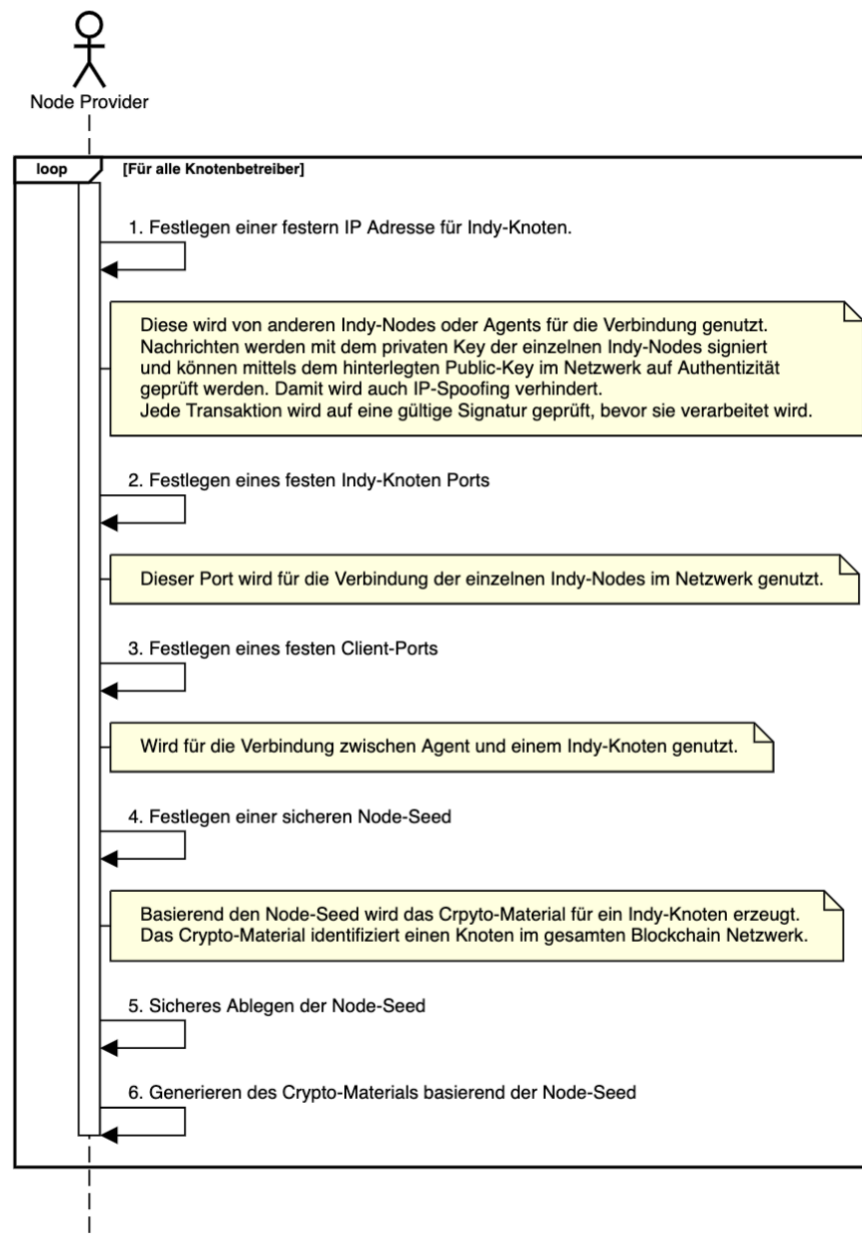 Node Provider
loop
[Für alle Knotenbetreiber]
1. Festlegen einer festern IP Adresse für Indy-Knoten.
Diese wird von anderen Indy-Nodes oder Agents für die Verbindung genutzt.
Nachrichten werden mit dem privaten Key der einzelnen Indy-Nodes signiert
und können mittels dem hinterlegten Public-Key im Netzwerk auf Authentizität
geprüft werden. Damit wird auch IP-Spoofing verhindert.
Jede Transaktion wird auf eine gültige Signatur geprüft, bevor sie verarbeitet wird.
2. Festlegen eines festen Indy-Knoten Ports
Dieser Port wird für die Verbindung der einzelnen Indy-Nodes im Netzwerk genutzt.
3. Festlegen eines festen Client-Ports
Wird für die Verbindung zwischen Agent und einem Indy-Knoten genutzt.
4. Festlegen einer sicheren Node-Seed
Basierend den Node-Seed wird das Crpyto-Material für ein Indy-Knoten erzeugt.
Das Crypto-Material identifiziert einen Knoten im gesamten Blockchain Netzwerk.
5. Sicheres Ablegen der Node-Seed
6. Generieren des Crypto-Materials basierend der Node-Seed